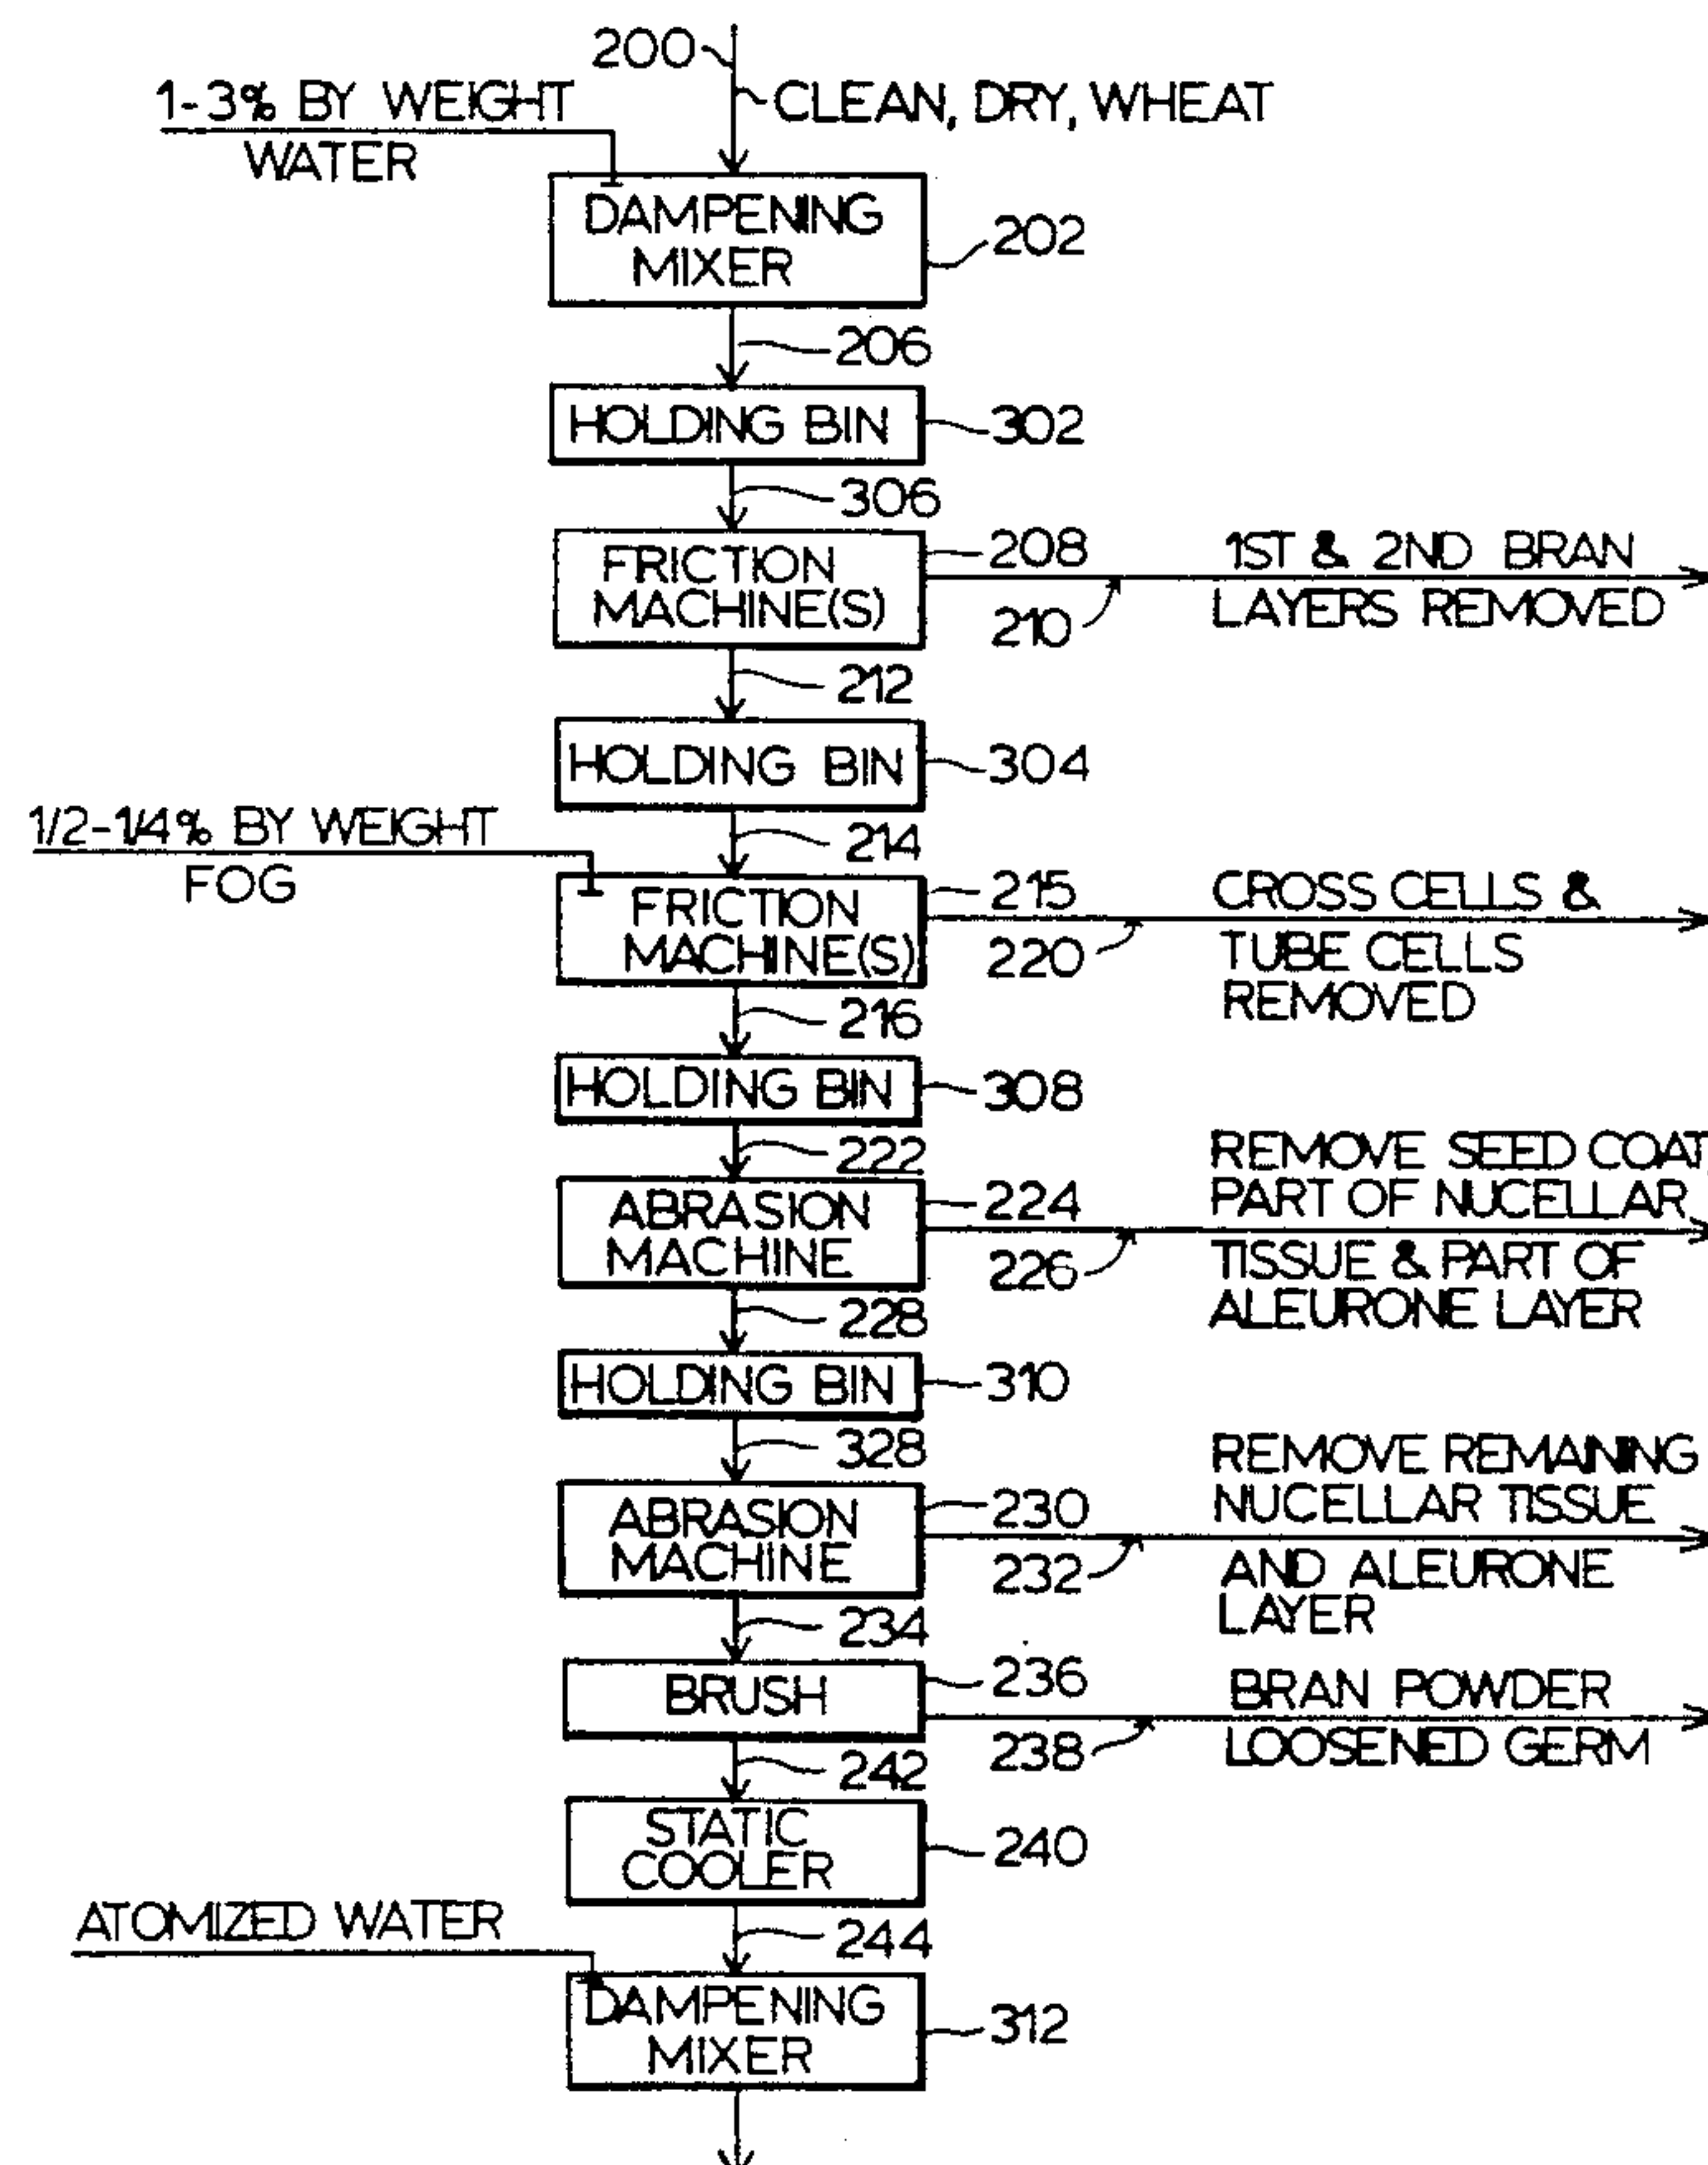 200
CLEAN, DRY, WHEAT
1-3% BY WEIGHT
WATER
DAMPENING
MIXER
202
206
HOLDING BIN
302
306
FRICTION
MACHINE(S)
208
210
1ST & 2ND BRAN
LAYERS REMOVED
212
HOLDING BIN
304
1/2-1/4% BY WEIGHT
FOG
214
FRICTION
MACHINE(S)
215
220
CROSS CELLS &
TUBE CELLS
REMOVED
216
HOLDING BIN
308
222
ABRASION
MACHINE
224
226
REMOVE SEED COAT
PART OF NUCELLAR
TISSUE & PART OF
ALEURONE LAYER
228
HOLDING BIN
310
328
ABRASION
MACHINE
230
232
REMOVE REMAINING
NUCELLAR TISSUE
AND ALEURONE
LAYER
234
BRUSH
236
238
BRAN POWDER
LOOSENED GERM
242
STATIC
COOLER
240
ATOMIZED WATER
244
DAMPENING
MIXER
312